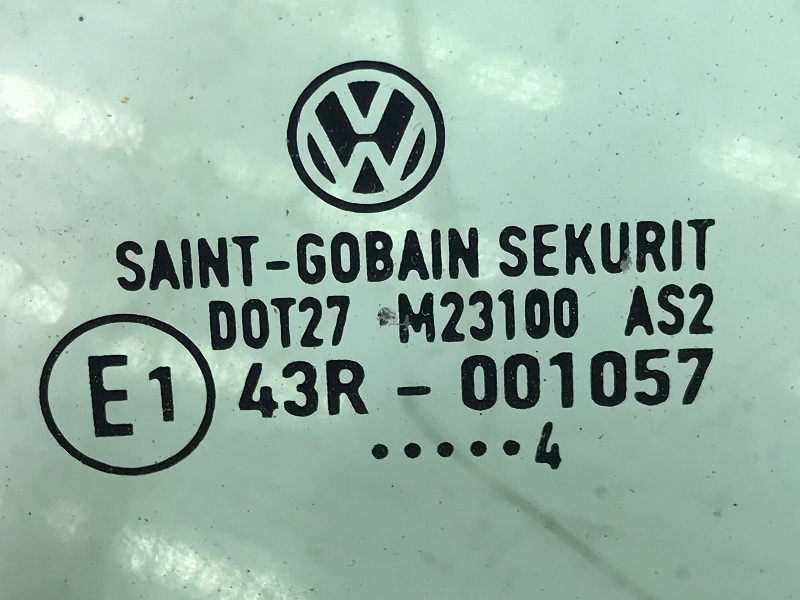 SAINT-GOBAIN SEKURIT
DOT27 M23100 AS2
E1 43R - 001057
.....4